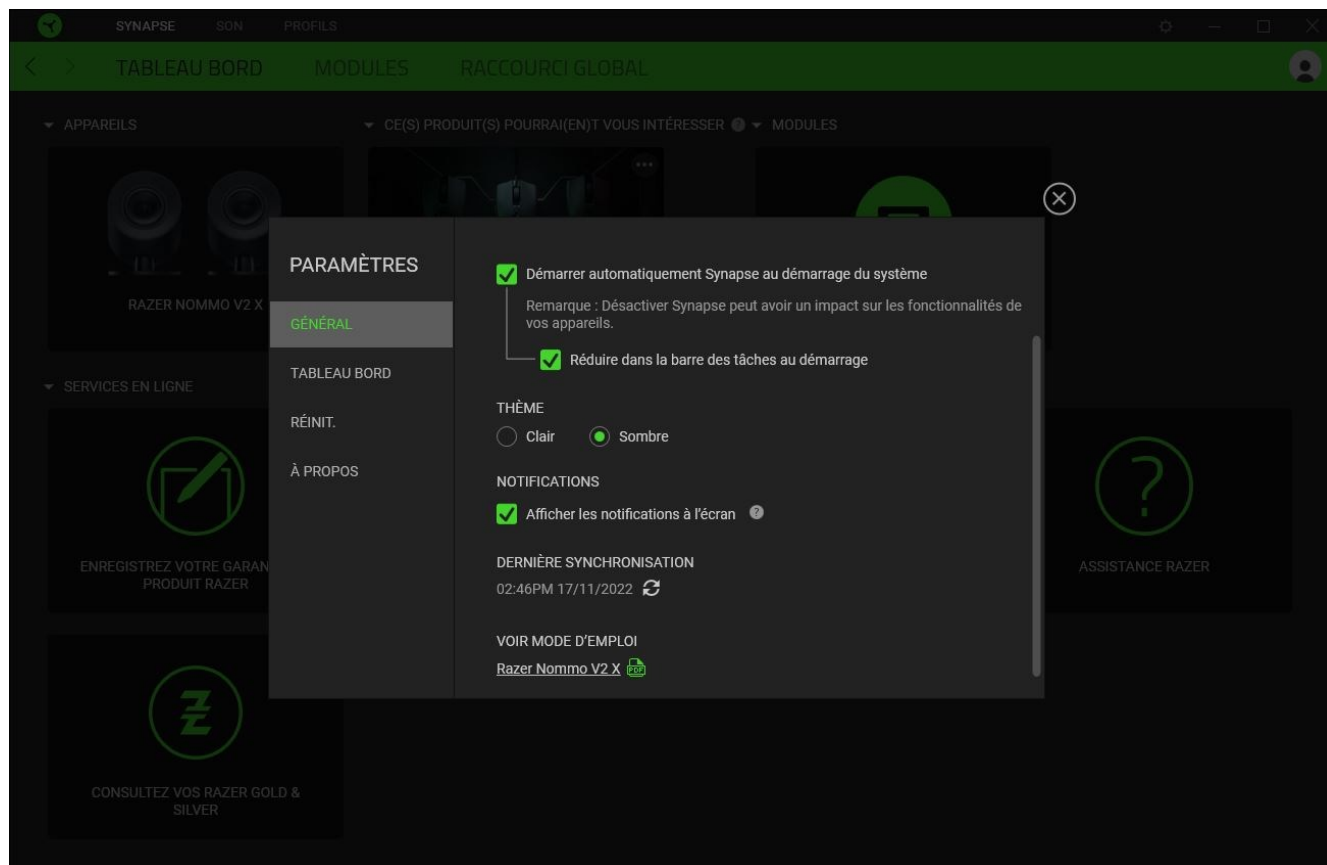 SYNAPSE SON PROFILS
TABLEAU BORD MODULES RACCOURCI GLOBAL
APPAREILS
CE(S) PRODUIT(S) POURRAI(EN)T VOUS INTÉRESSER ?
MODULES
RAZER NOMMO V2 X
SERVICES EN LIGNE
ENREGISTREZ VOTRE GARAN
PRODUIT RAZER
ASSISTANCE RAZER
CONSULTEZ VOS RAZER GOLD &
SILVER
PARAMÈTRES
GÉNÉRAL
TABLEAU BORD
RÉINIT.
À PROPOS
Démarrer automatiquement Synapse au démarrage du système
Remarque : Désactiver Synapse peut avoir un impact sur les fonctionnalités de
vos appareils.
Réduire dans la barre des tâches au démarrage
THÈME
Clair Sombre
NOTIFICATIONS
Afficher les notifications à l'écran ?
DERNIÈRE SYNCHRONISATION
02:46PM 17/11/2022
VOIR MODE D'EMPLOI
Razer Nommo V2 X PDF